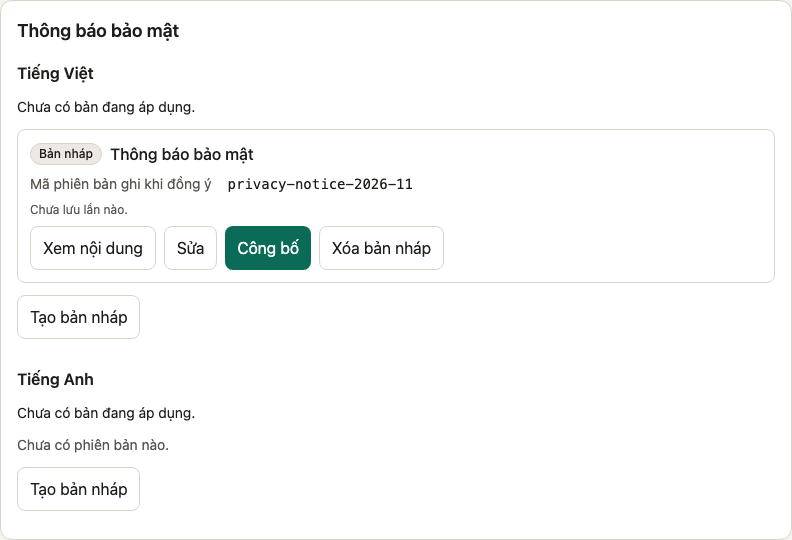 Thông báo bảo mật
Tiếng Việt
Chưa có bản đang áp dụng.
Bản nháp Thông báo bảo mật
Mã phiên bản ghi khi đồng ý privacy-notice-2026-11
Chưa lưu lần nào.
Xem nội dung Sửa Công bố Xóa bản nháp
Tạo bản nháp
Tiếng Anh
Chưa có bản đang áp dụng.
Chưa có phiên bản nào.
Tạo bản nháp